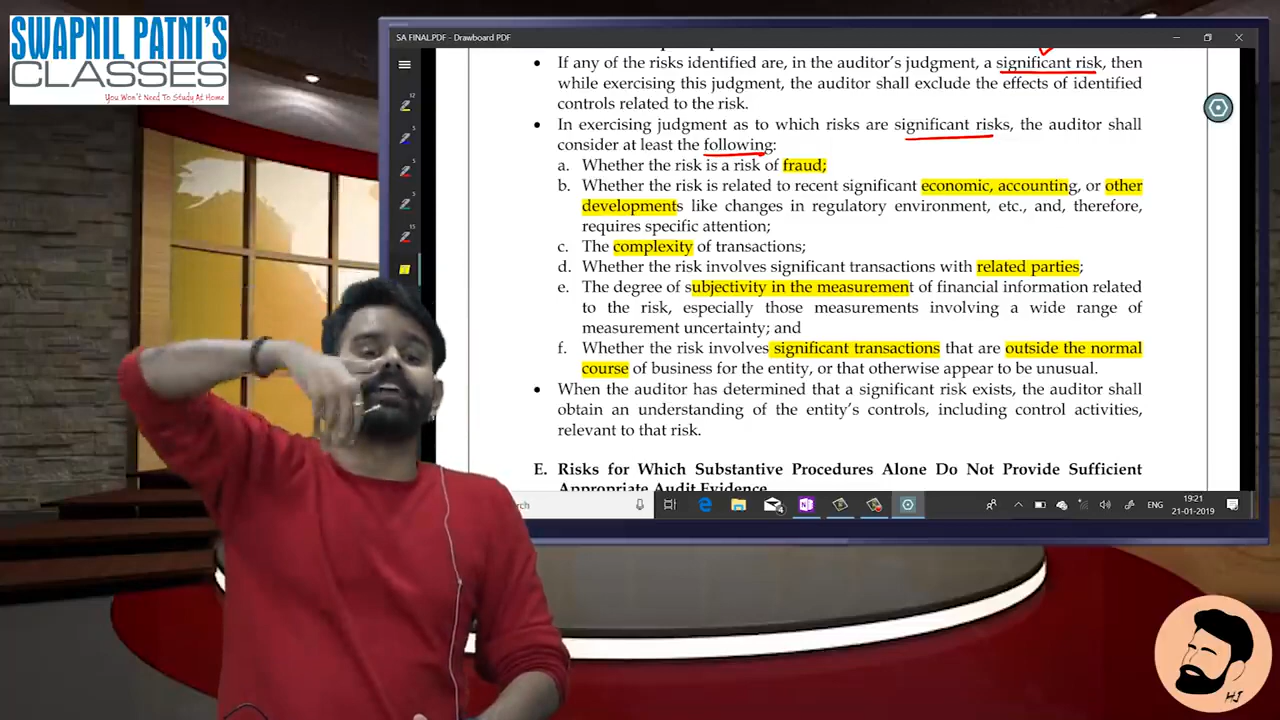 SWAPNIL PATNI'S
CLASSES
You Won't Need To Study At Home
SA FINAL.PDF - Drawboard PDF
If any of the risks identified are, in the auditor's judgment, a significant risk, then
while exercising this judgment, the auditor shall exclude the effects of identified
controls related to the risk.
In exercising judgment as to which risks are significant risks, the auditor shall
consider at least the following:
a. Whether the risk is a risk of fraud;
b. Whether the risk is related to recent significant economic, accounting, or other
developments like changes in regulatory environment, etc., and, therefore,
requires specific attention;
c. The complexity of transactions;
d. Whether the risk involves significant transactions with related parties;
e. The degree of subjectivity in the measurement of financial information related
to the risk, especially those measurements involving a wide range of
measurement uncertainty; and
f. Whether the risk involves significant transactions that are outside the normal
course of business for the entity, or that otherwise appear to be unusual.
When the auditor has determined that a significant risk exists, the auditor shall
obtain an understanding of the entity's controls, including control activities,
relevant to that risk.
E. Risks for Which Substantive Procedures Alone Do Not Provide Sufficient
Appropriate Audit Evidence
ENG
19:21
21-01-2019
HJ